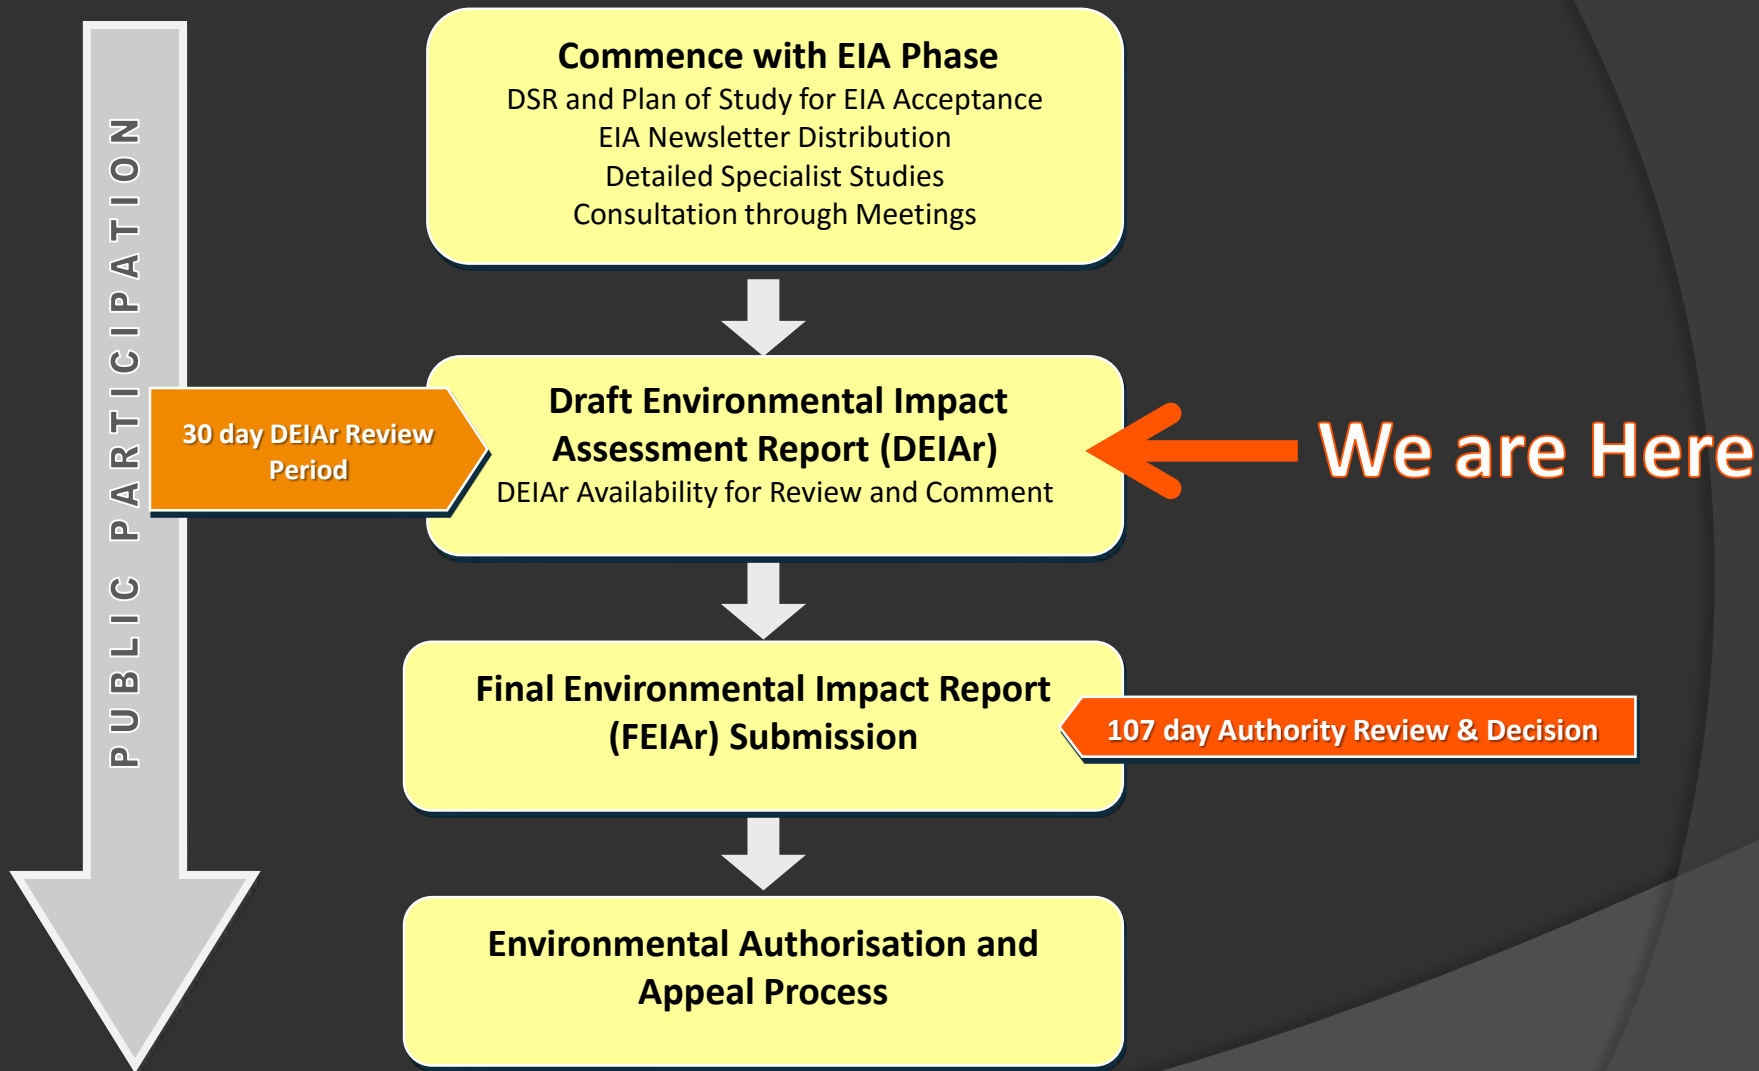 PUBLIC PARTICIPATION
Commence with EIA Phase
DSR and Plan of Study for EIA Acceptance
EIA Newsletter Distribution
Detailed Specialist Studies
Consultation through Meetings
30 day DEIAr Review
Period
Draft Environmental Impact
Assessment Report (DEIAr)
DEIAr Availability for Review and Comment
We are Here
Final Environmental Impact Report
(FEIAr) Submission
107 day Authority Review & Decision
Environmental Authorisation and
Appeal Process